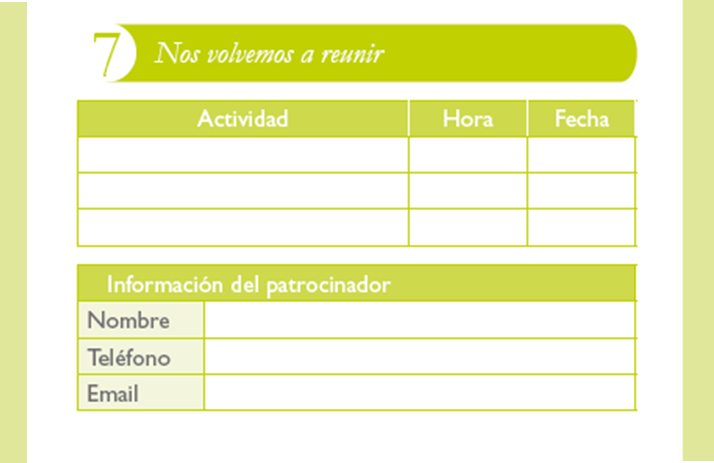 7 Nos volvemos a reunir
Actividad Hora Fecha
Información del patrocinador
Nombre
Teléfono
Email